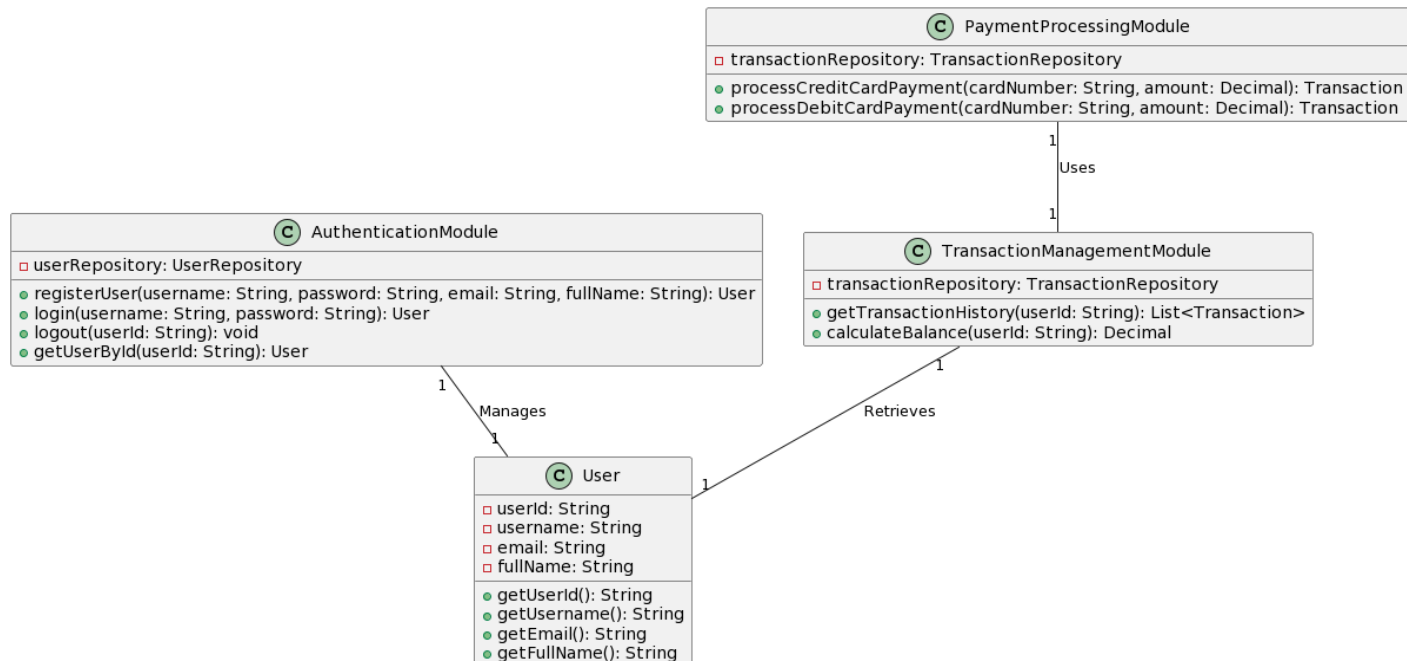 C PaymentProcessingModule
transactionRepository: TransactionRepository
processCreditCardPayment(cardNumber: String, amount: Decimal): Transaction
processDebitCardPayment(cardNumber: String, amount: Decimal): Transaction
1
Uses
1
C AuthenticationModule
userRepository: UserRepository
registerUser(username: String, password: String, email: String, fullName: String): User
login(username: String, password: String): User
logout(userId: String): void
getUserById(userId: String): User
C TransactionManagementModule
transactionRepository: TransactionRepository
getTransactionHistory(userId: String): List<Transaction>
calculateBalance(userId: String): Decimal
1
Manages
1
1
Retrieves
1
C User
userId: String
username: String
email: String
fullName: String
getUserId(): String
getUsername(): String
getEmail(): String
getFullName(): String